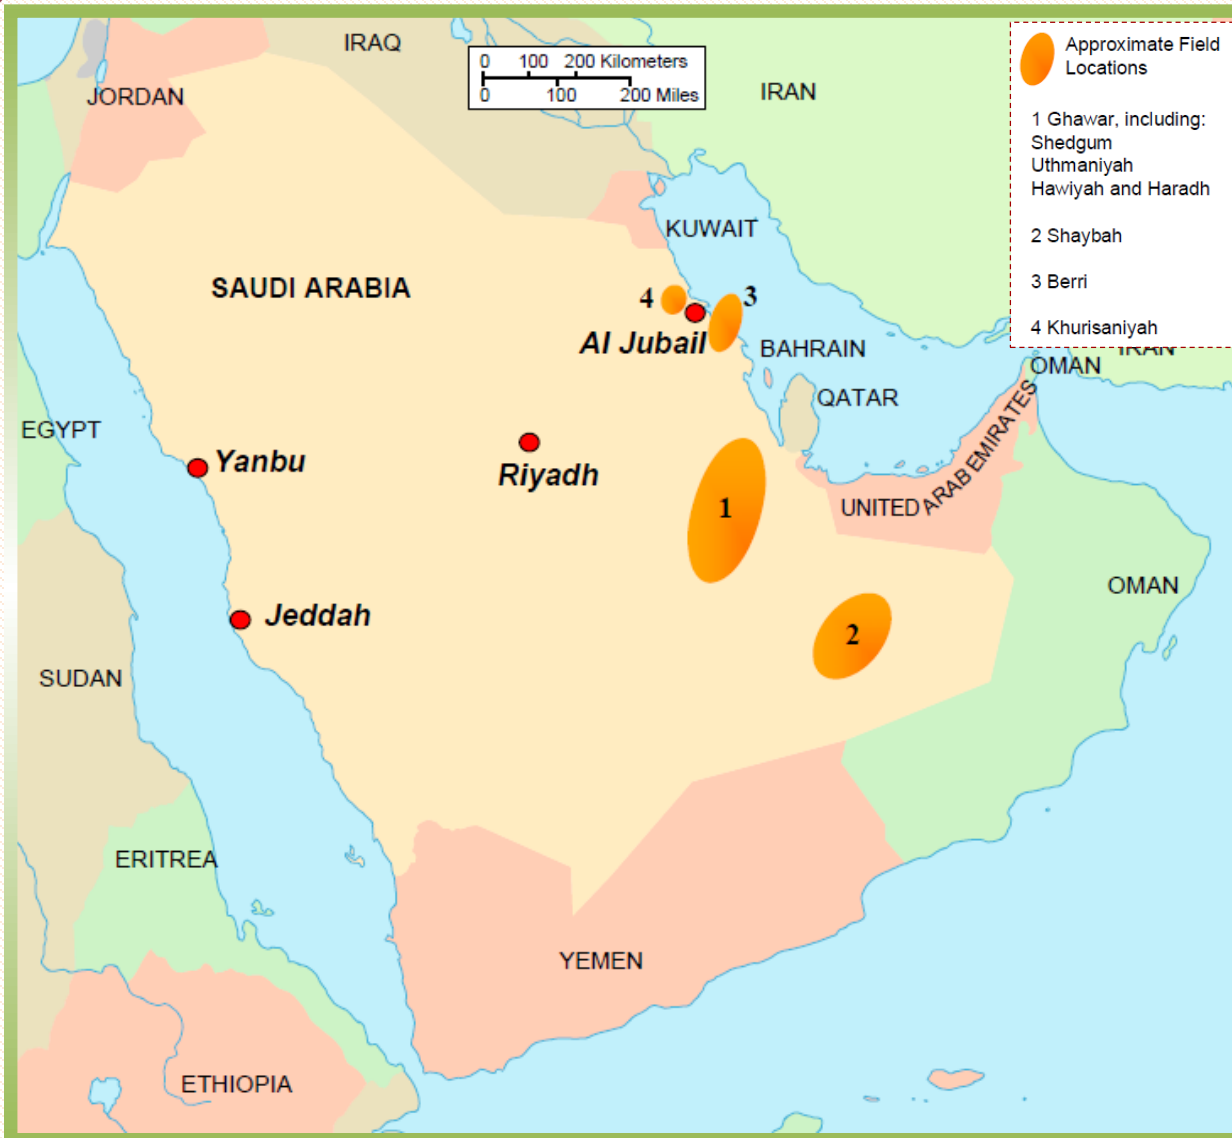 IRAQ
0 100 200 Kilometers
0 100 200 Miles
IRAN
JORDAN
Approximate Field
Locations
1 Ghawar, including:
Shedgum
Uthmaniyah
Hawiyah and Haradh
2 Shaybah
3 Berri
4 Khurisaniyah
KUWAIT
SAUDI ARABIA
4
3
Al Jubail
BAHRAIN
IRAN
OMAN
QATAR
EGYPT
Yanbu
Riyadh
1
UNITED ARAB EMIRATES
OMAN
Jeddah
2
SUDAN
ERITREA
YEMEN
ETHIOPIA